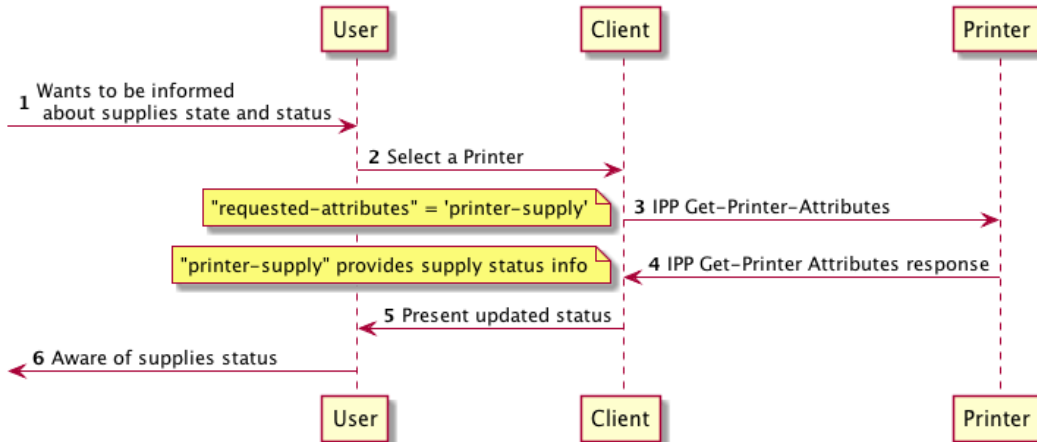 User Client Printer
1 Wants to be informed
about supplies state and status
2 Select a Printer
"requested-attributes" = 'printer-supply' 3 IPP Get-Printer-Attributes
"printer-supply" provides supply status info 4 IPP Get-Printer Attributes response
5 Present updated status
6 Aware of supplies status
User Client Printer